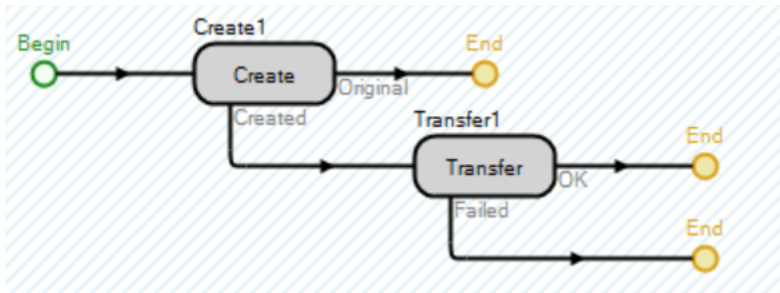 Create1
Begin
End
Create
Original
Created
Transfer1
End
Transfer
OK
Failed
End